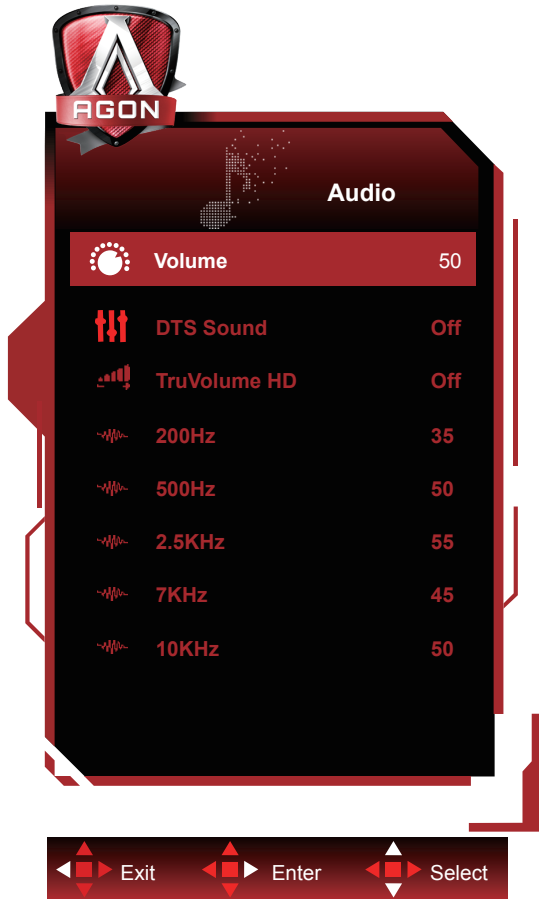 AGON
Audio
Volume 50
DTS Sound Off
TruVolume HD Off
200Hz 35
500Hz 50
2.5KHz 55
7KHz 45
10KHz 50
Exit Enter Select